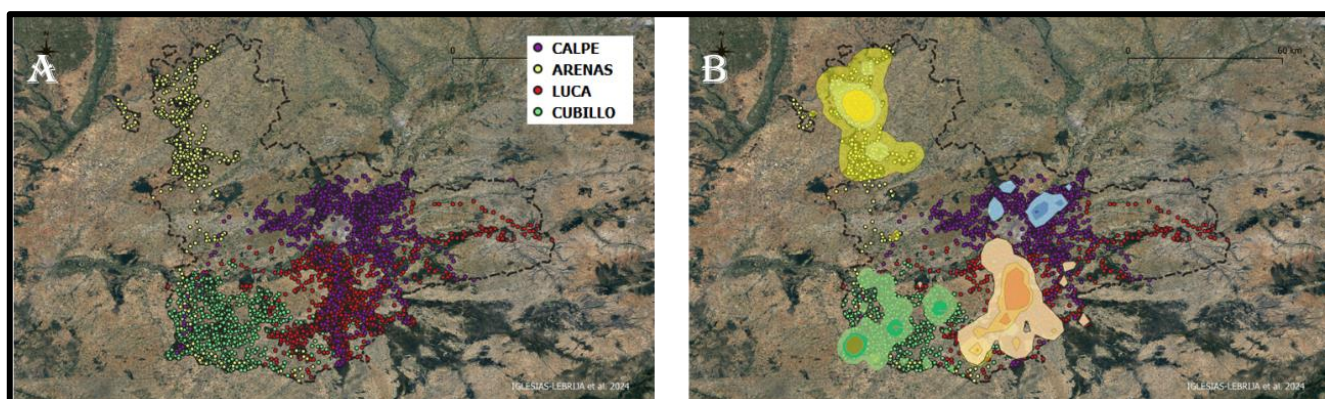 A
0
CALPE
ARENAS
LUCA
CUBILLO
IGLESIAS-LEBRIJA et al. 2024
B
0
60 km
IGLESIAS-LEBRIJA et al. 2024